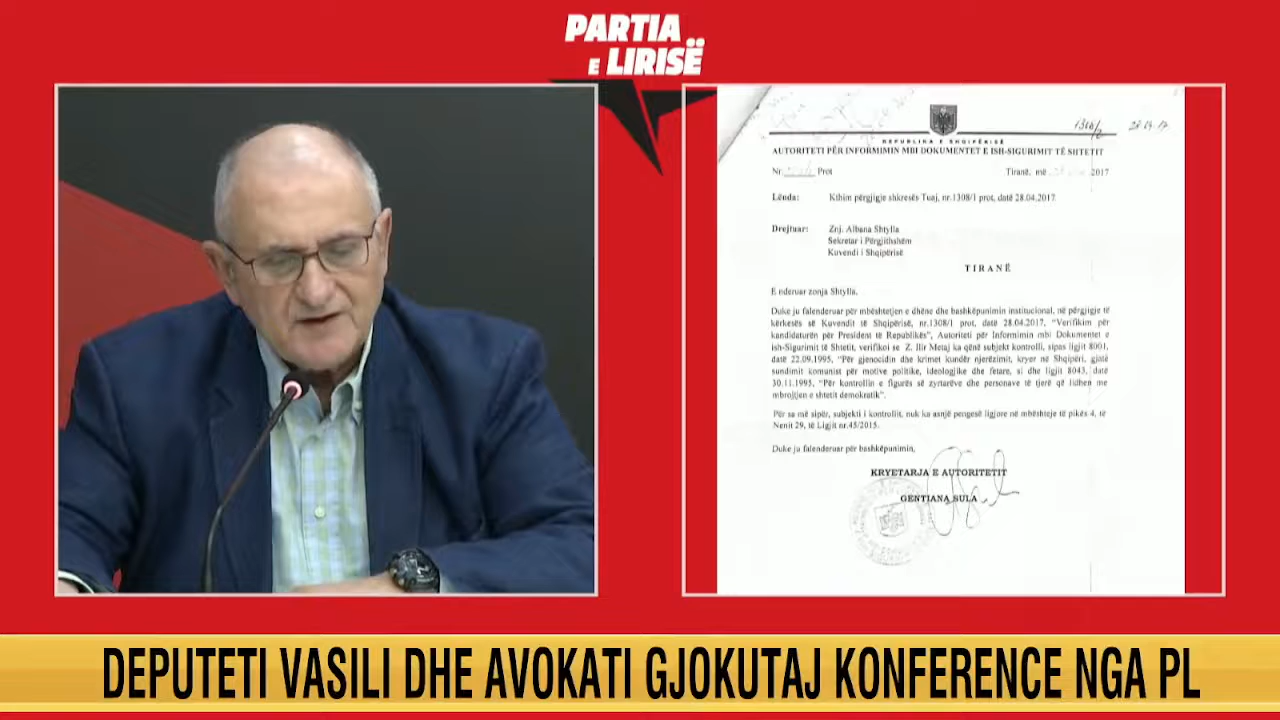 PARTIA
E LIRISË
REPUBLIKA E SHQIPËRISË
AUTORITETI PËR INFORMIMIN MBI DOKUMENTET E ISH-SIGURIMIT TË SHTETIT
Nr Prot Tiranë, më 2017
Lënda: Kthim përgjigje shkresës Tuaj, nr.1308/1 prot, datë 28.04.2017
Drejtuar: Znj. Albana Shtylla
Sekretar i Përgjithshëm
Kuvendi i Shqipërisë
TIRANË
E nderuar zonja Shtylla,
Duke ju falenderuar për mbështetjen e dhëne dhe bashkëpunimin institucional, në përgjigje të
kërkesës së Kuvendit të Shqipërisë, nr.1308/1 prot, datë 28.04.2017, "Verifikim për
kandidaturën për President të Republikës", Autoriteti për Informimin mbi Dokumentet e
ish-Sigurimit të Shtetit, verifikoi se Z. Ilir Metaj ka qënë subjekt kontrolli, sipas ligjit 8001,
datë 22.09.1995, "Për gjenocidin dhe krimet kundër njerëzimit, kryer në Shqipëri, gjatë
sundimit komunist për motive politike, ideologjike dhe fetare, si dhe ligjit 8043, datë
30.11.1995, "Për kontrollin e figurës së zyrtarëve dhe personave të tjerë që lidhen me
mbrojtjen e shtetit demokratik".
Për sa më sipër, subjekti i kontrollit, nuk ka asnjë pengesë ligjore në mbështeje të pikës 4, të
Nenit 29, të Ligjit nr.45/2015.
Duke ju falenderuar për bashkëpunimin,
KRYETARJA E AUTORITETIT
GENTIANA SULA
DEPUTETI VASILI DHE AVOKATI GJOKUTAJ KONFERENCE NGA PL